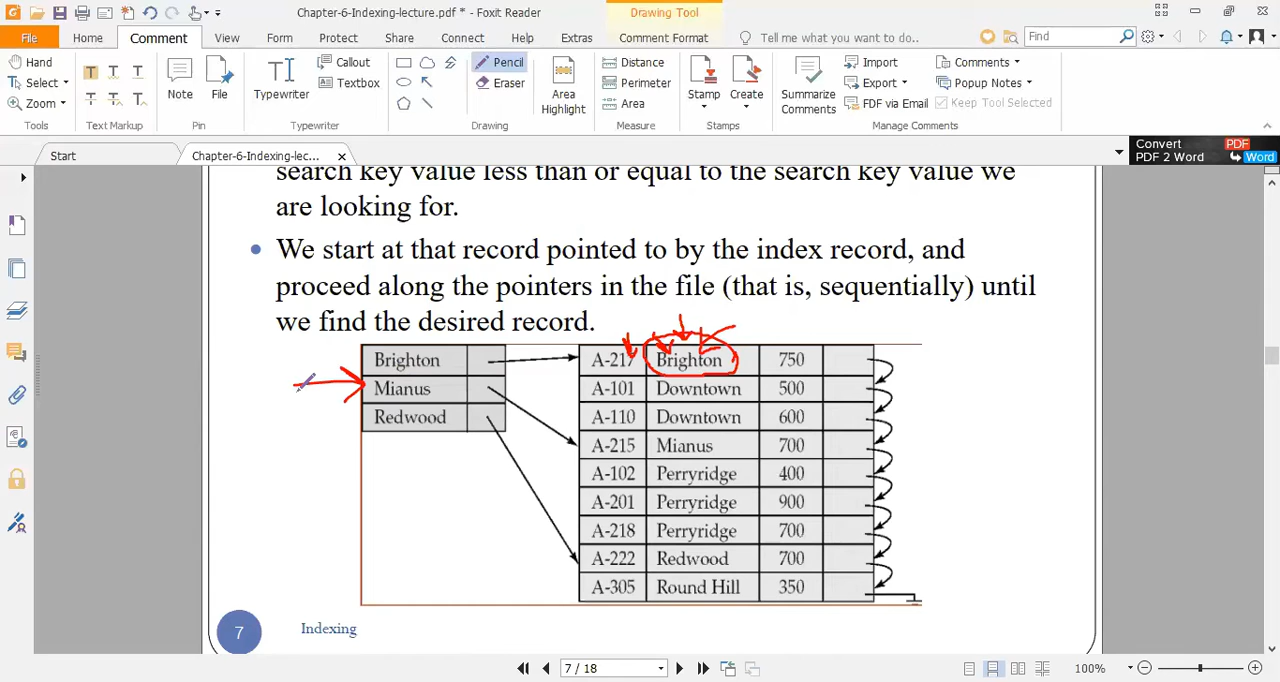 Chapter-6-Indexing-lecture.pdf * - Foxit Reader
Drawing Tool
File Home Comment View Form Protect Share Connect Help Extras Comment Format Tell me what you want to do.. Find
Hand
Select
Zoom
Tools
T T T
T T T
Text Markup
Note
File
Pin
Typewriter
Callout
Textbox
Typewriter
Pencil
Eraser
Drawing
Area
Highlight
Distance
Perimeter
Area
Measure
Stamp
Create
Stamps
Summarize
Comments
Import
Export
FDF via Email
Comments
Popup Notes
Keep Tool Selected
Manage Comments
Start
Chapter-6-Indexing-lec...
Convert PDF
PDF 2 Word Word
search key value less than or equal to the search key value we
are looking for.
• We start at that record pointed to by the index record, and
proceed along the pointers in the file (that is, sequentially) until
we find the desired record.
Brighton
Mianus
Redwood
A-217 Brighton 750
A-101 Downtown 500
A-110 Downtown 600
A-215 Mianus 700
A-102 Perryridge 400
A-201 Perryridge 900
A-218 Perryridge 700
A-222 Redwood 700
A-305 Round Hill 350
7 Indexing
7 / 18
100%